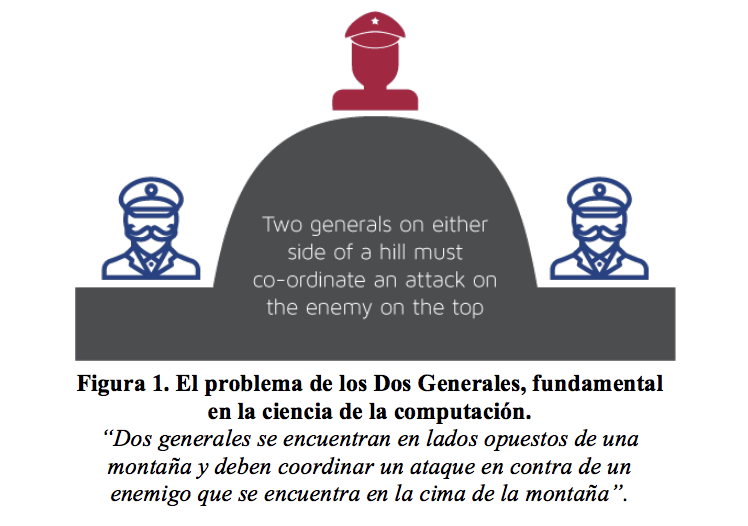 Two generals on either
side of a hill must
co-ordinate an attack on
the enemy on the top
Figura 1. El problema de los Dos Generales, fundamental
en la ciencia de la computación.
“Dos generales se encuentran en lados opuestos de una
montaña y deben coordinar un ataque en contra de un
enemigo que se encuentra en la cima de la montaña”.